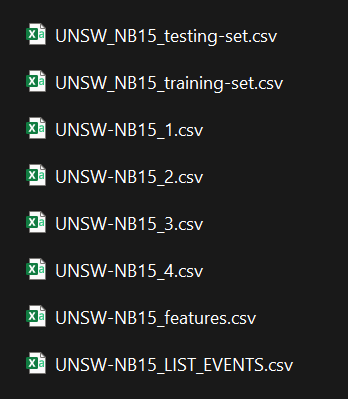 UNSW_NB15_testing-set.csv
UNSW_NB15_training-set.csv
UNSW-NB15_1.csv
UNSW-NB15_2.csv
UNSW-NB15_3.csv
UNSW-NB15_4.csv
UNSW-NB15_features.csv
UNSW-NB15_LIST_EVENTS.csv